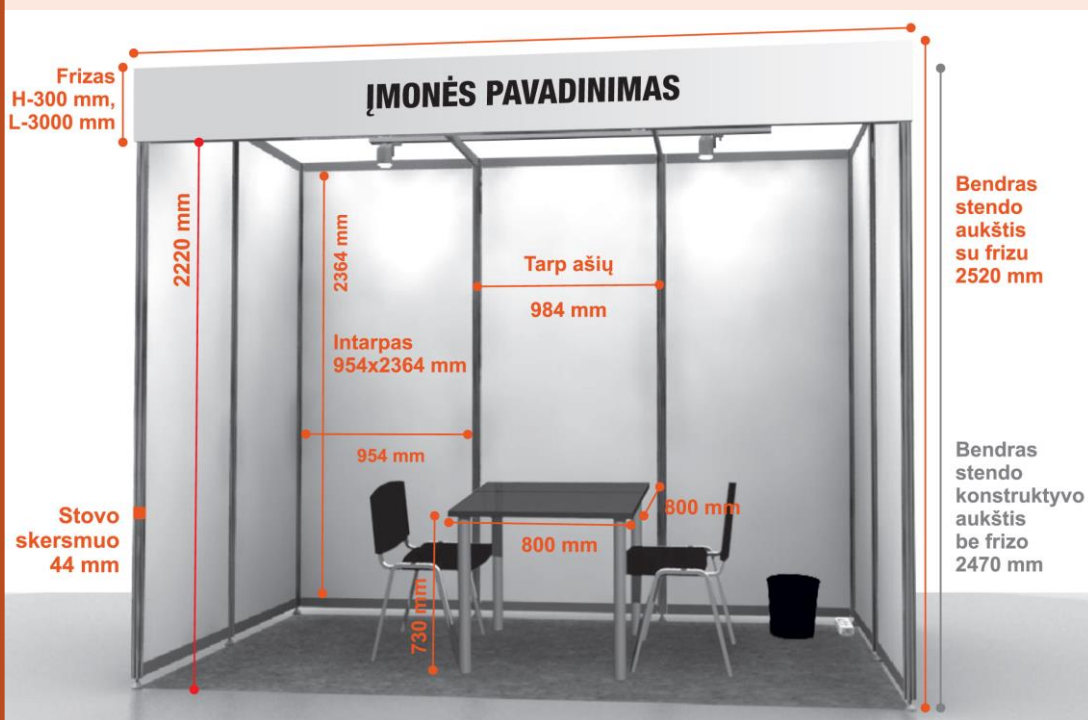 Frizas
H-300 mm,
L-3000 mm
ĮMONĖS PAVADINIMAS
2220 mm
2364 mm
Tarp ašių
984 mm
Intarpas
954x2364 mm
954 mm
Stovo
skersmuo
44 mm
800 mm
800 mm
730 mm
Bendras
stendo
aukštis
su frizu
2520 mm
Bendras
stendo
konstruktyvo
aukštis
be frizo
2470 mm